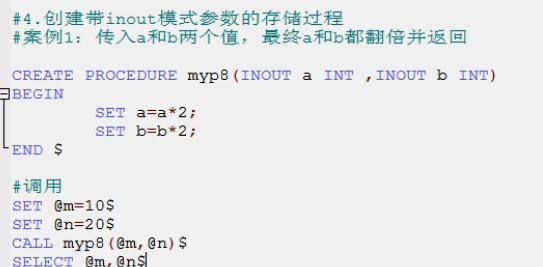 #4.创建带inout模式参数的存储过程
#案例1：传入a和b两个值，最终a和b都翻倍并返回
CREATE PROCEDURE myp8(INOUT a INT ,INOUT b INT)
BEGIN
SET a=a*2;
SET b=b*2;
END $
#调用
SET @m=10$
SET @n=20$
CALL myp8(@m,@n)$
SELECT @m,@n$